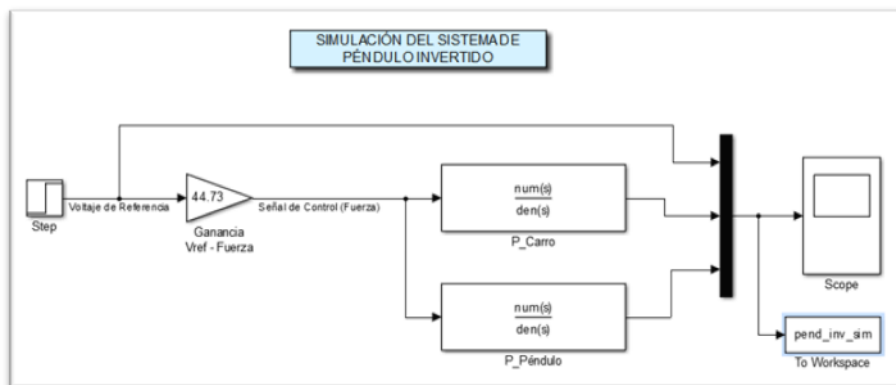 SIMULACIÓN DEL SISTEMA DE
PÉNDULO INVERTIDO
Step
Voltaje de Referencia
44.73
Ganancia
Vref - Fuerza
Señal de Control (Fuerza)
num(s)
den(s)
P_Carro
num(s)
den(s)
P_Péndulo
Scope
pend_inv_sim
To Workspace